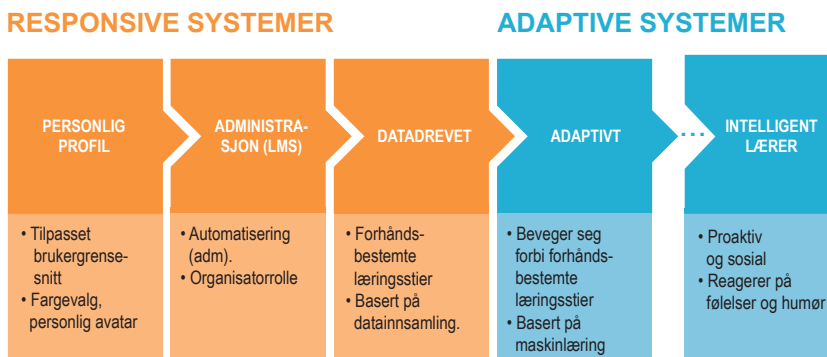 RESPONSIVE SYSTEMER
ADAPTIVE SYSTEMER
PERSONLIG
PROFIL
ADMINISTRA-
SJON (LMS)
DATADREVET
ADAPTIVT
...
INTELLIGENT
LÆRER
• Tilpasset
brukergrense-
snitt
• Fargevalg,
personlig avatar
• Automatisering
(adm).
• Organisatorrolle
• Forhånds-
bestemte
læringsstier
• Basert på
datainnsamling.
• Beveger seg
forbi forhånds-
bestemte
læringsstier
• Basert på
maskinlæring
• Proaktiv
og sosial
• Reagerer på
følelser og humør